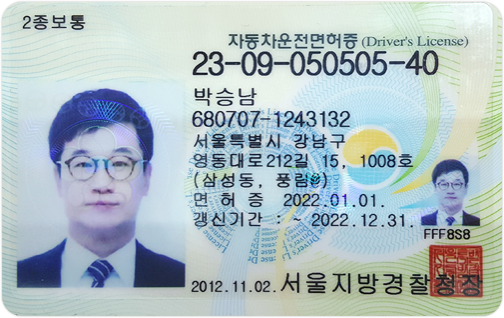 2종보통
자동차운전면허증 (Driver's License)
23-09-050505-40
박승남
680707-1243132
서울특별시 강남구
영동대로212길 15, 1008호
(삼성동, 풍림@)
면 허 증 2022.01.01.
갱신기간 : ~ 2022.12.31.
FFF8S8
2012.11.02. 서울지방경찰청장